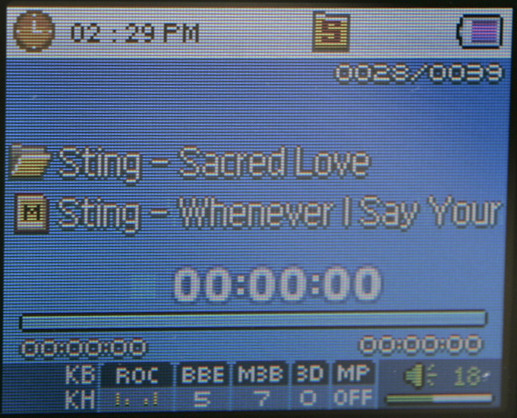 02 : 29 PM S
0028/0039
Sting - Sacred Love
M Sting - Whenever I Say Your
00:00:00
00:00:00 00:00:00
KB ROC BBE M3B 3D MP 18
KH 5 7 0 OFF